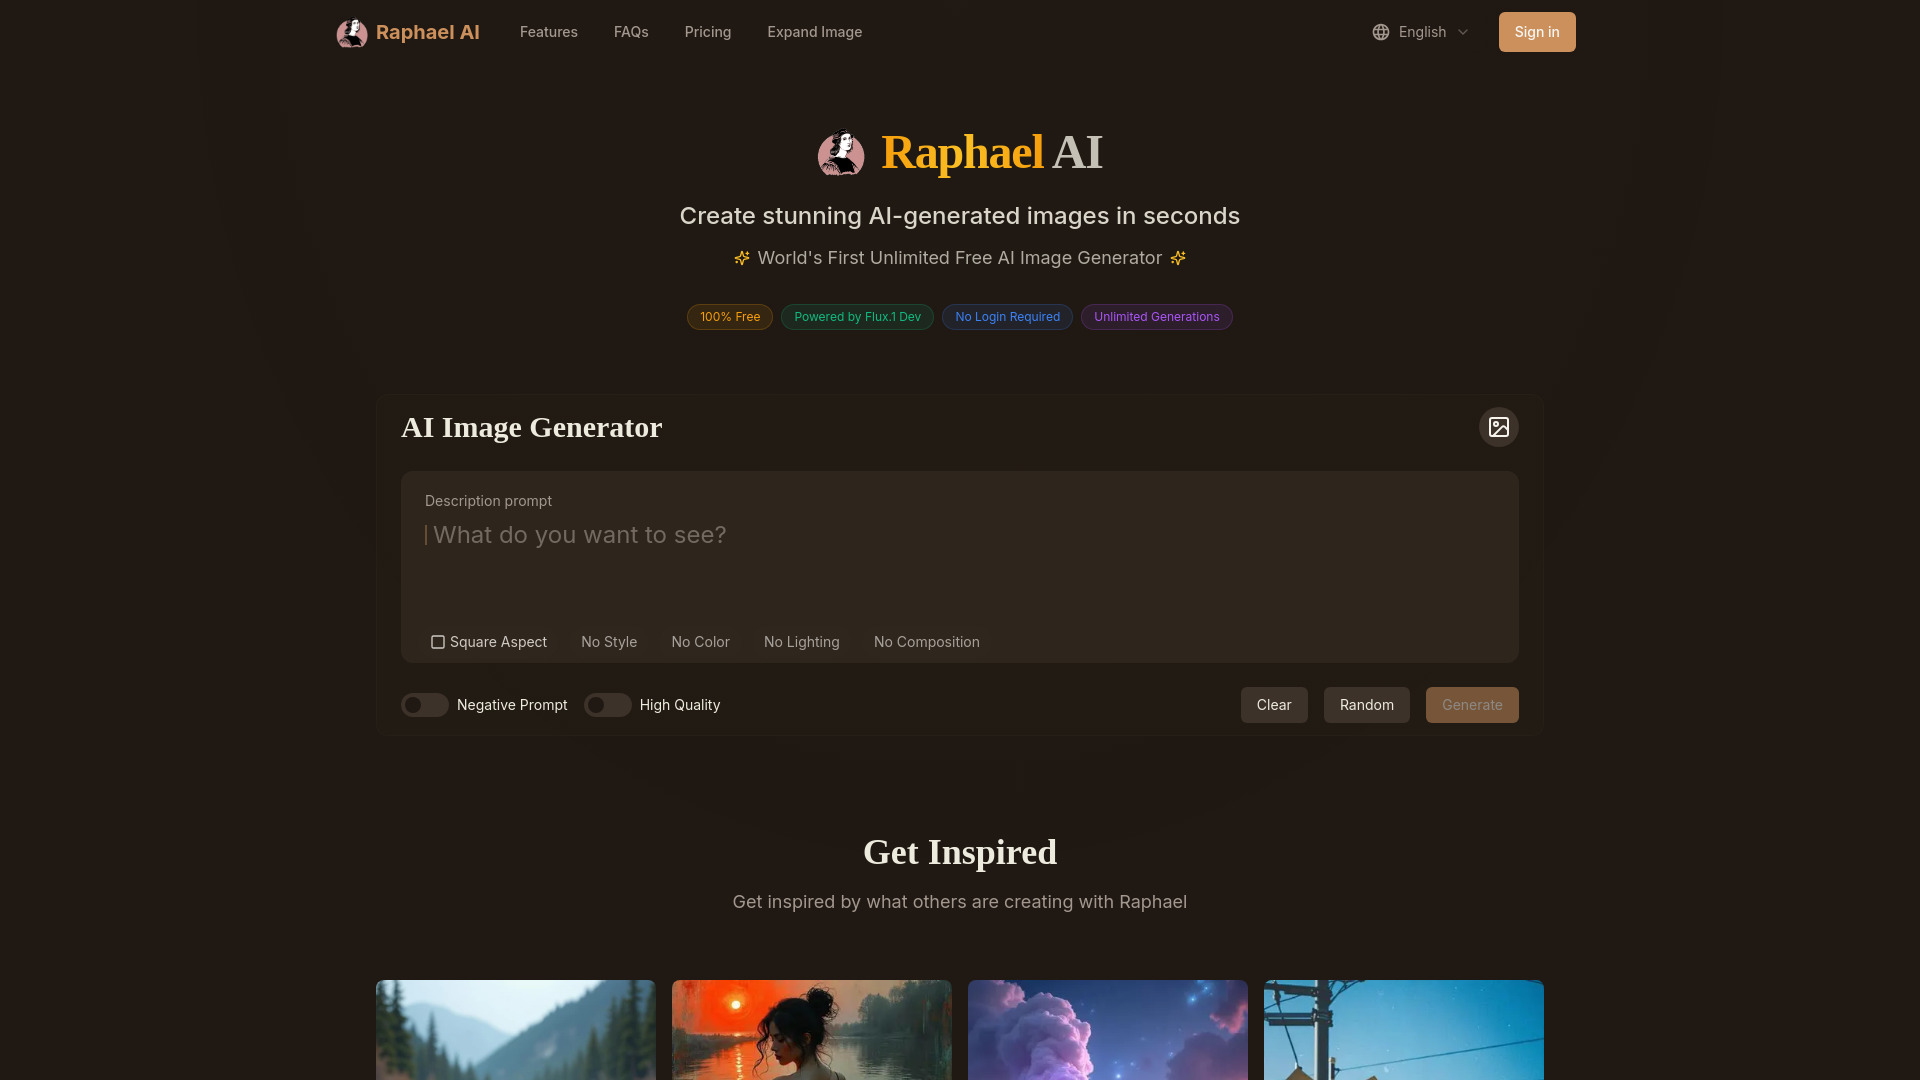 Raphael AI
Features
FAQs
Pricing
Expand Image
English
Sign in
Raphael AI
Create stunning AI-generated images in seconds
World's First Unlimited Free AI Image Generator
100% Free
Powered by Flux.1 Dev
No Login Required
Unlimited Generations
AI Image Generator
Description prompt
What do you want to see?
Square Aspect
No Style
No Color
No Lighting
No Composition
Negative Prompt
High Quality
Clear
Random
Generate
Get Inspired
Get inspired by what others are creating with Raphael